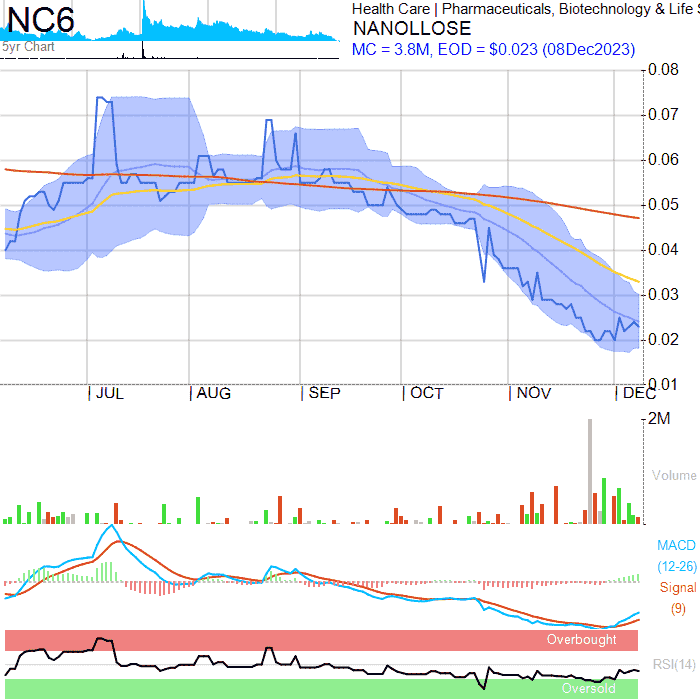 NC6
5yr Chart
Health Care | Pharmaceuticals, Biotechnology & Life S
NANOLLOSE
MC = 3.8M, EOD = $0.023 (08Dec2023)
0.08
0.07
0.06
0.05
0.04
0.03
0.02
0.01
JUL AUG SEP OCT NOV DEC
2M
Volume
MACD
(12-26)
Signal
(9)
Overbought
RSI(14)
Oversold